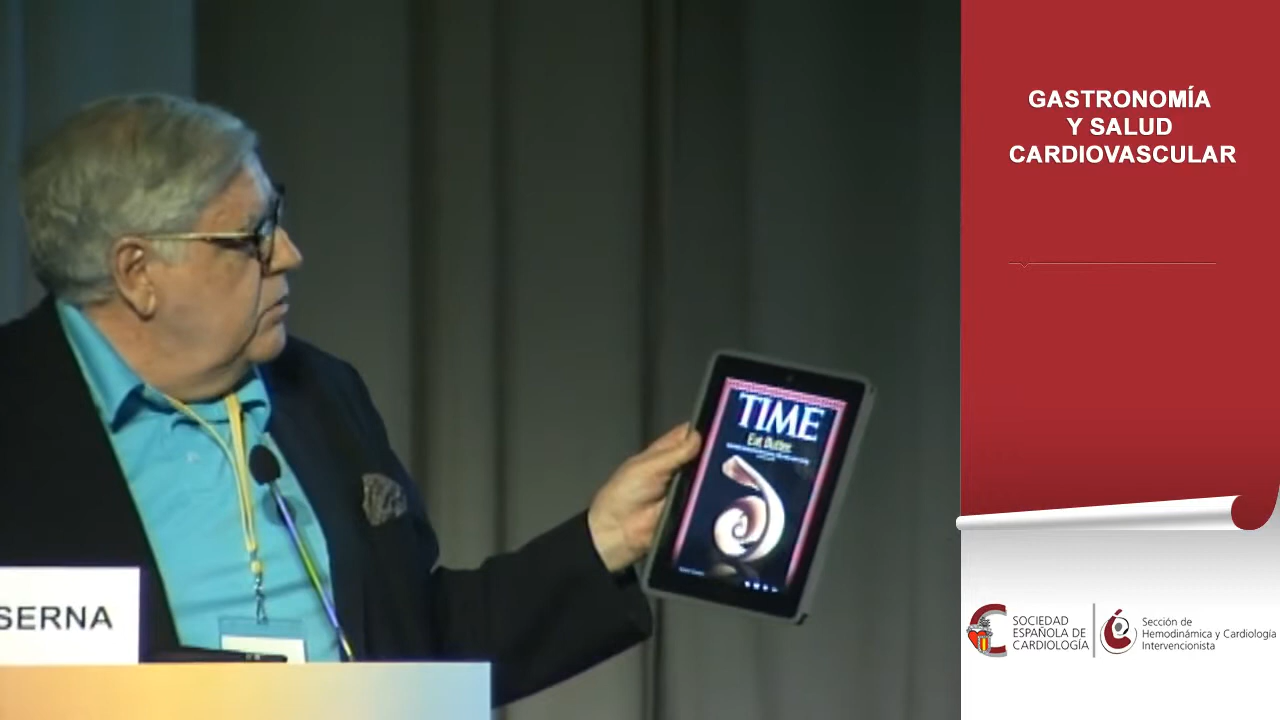 GASTRONOMÍA
Y SALUD
CARDIOVASCULAR
TIME
Eat Butter.
SERNA
SOCIEDAD
ESPAÑOLA DE
CARDIOLOGÍA
Sección de
Hemodinámica y Cardiología
Intervencionista